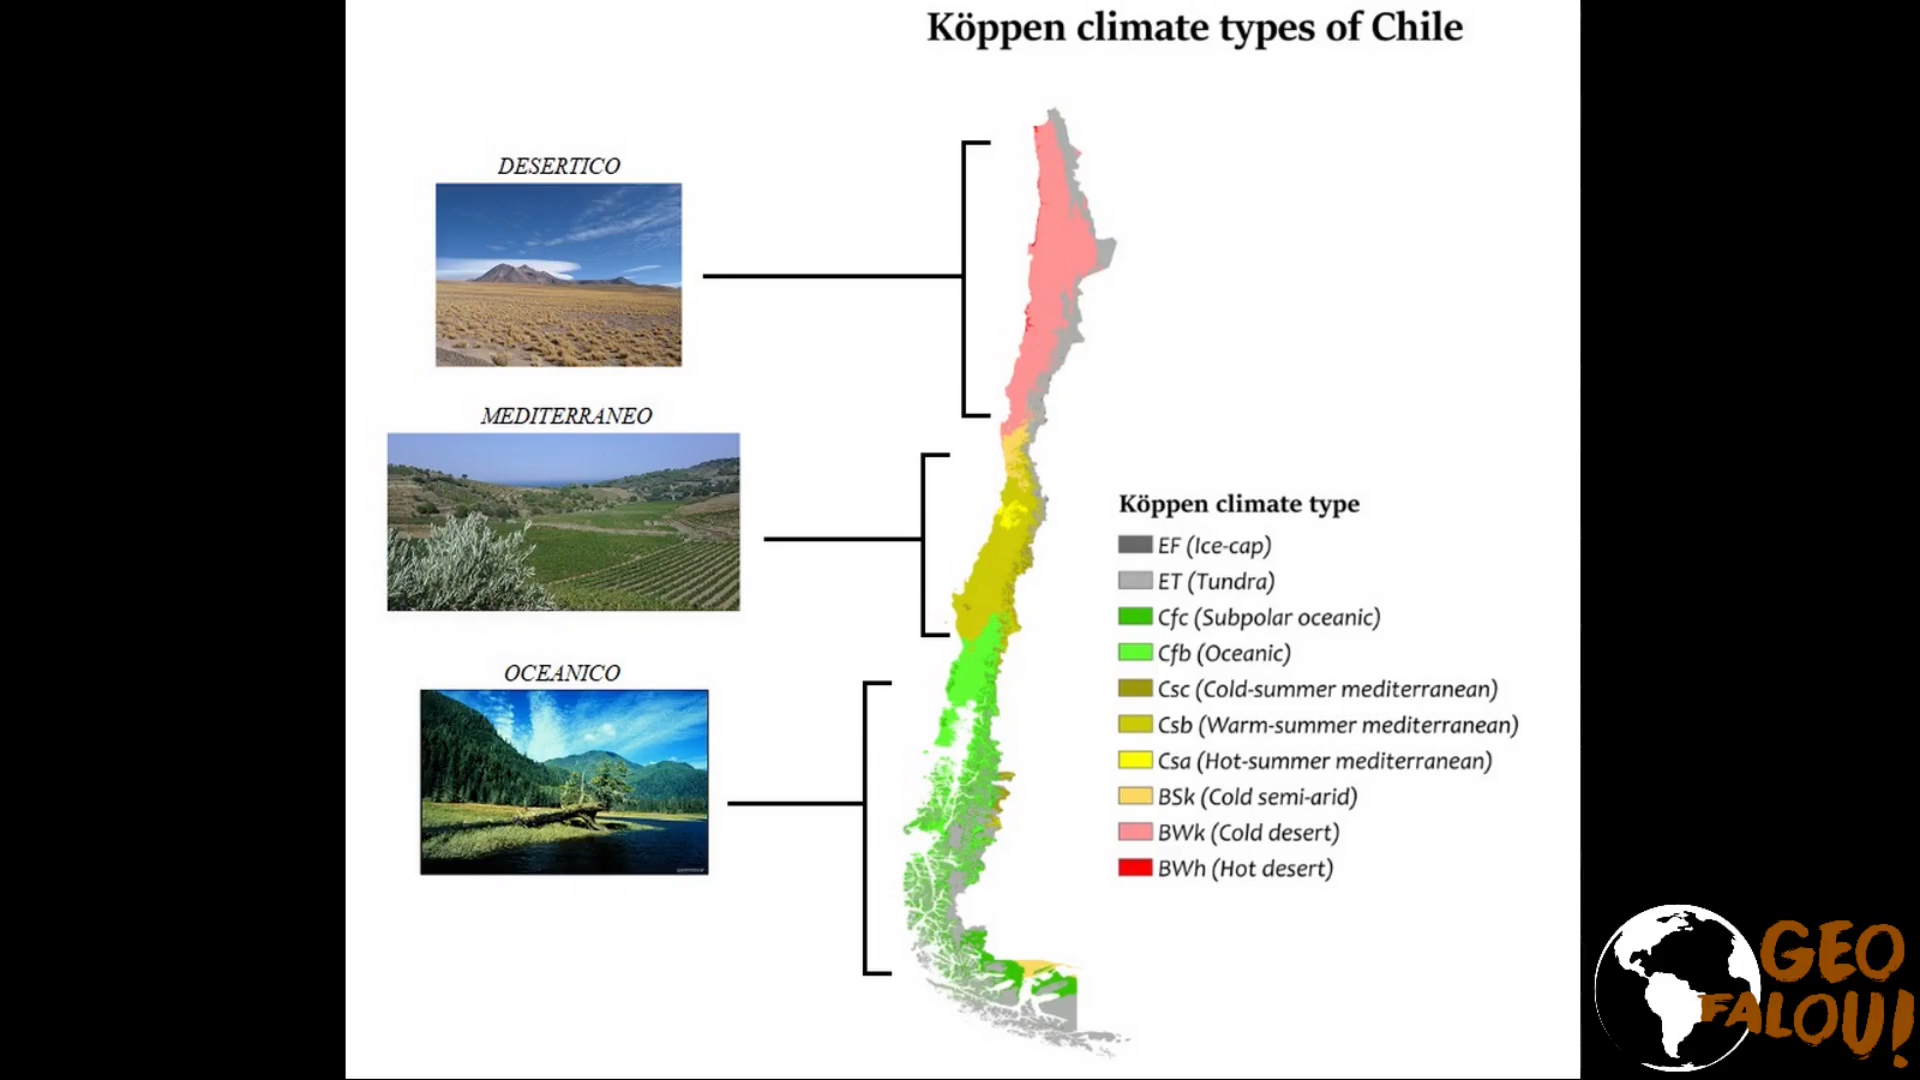 Köppen climate types of Chile
DESERTICO
MEDITERRANEO
OCEANICO
Köppen climate type
EF (Ice-cap)
ET (Tundra)
Cfc (Subpolar oceanic)
Cfb (Oceanic)
Csc (Cold-summer mediterranean)
Csb (Warm-summer mediterranean)
Csa (Hot-summer mediterranean)
BSk (Cold semi-arid)
BWk (Cold desert)
BWh (Hot desert)
GEO
FALOU!